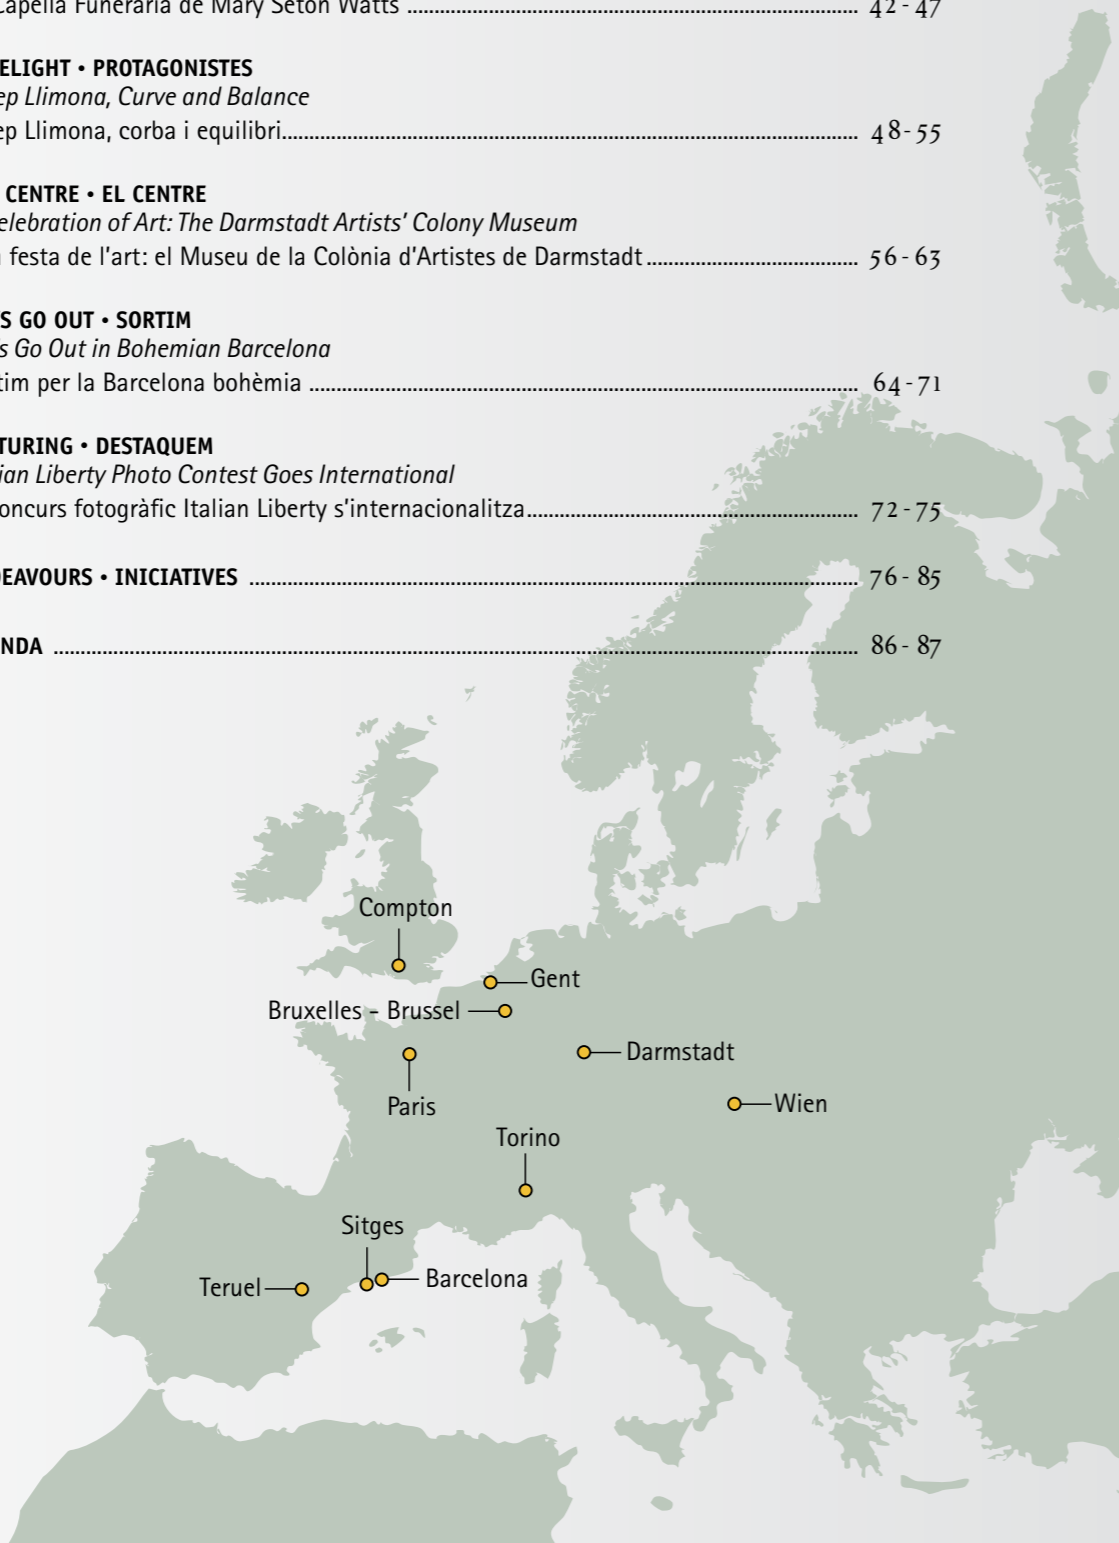 Capella Funerària de Mary Seton Watts 42-47
ELIGHT • PROTAGONISTES
ep Llimona, Curve and Balance
ep Llimona, corba i equilibri 48-55
CENTRE • EL CENTRE
elebration of Art: The Darmstadt Artists' Colony Museum
festa de l'art: el Museu de la Colònia d'Artistes de Darmstadt 56-63
S GO OUT • SORTIM
s Go Out in Bohemian Barcelona
tim per la Barcelona bohèmia 64-71
TURING • DESTAQUEM
ian Liberty Photo Contest Goes International
oncurs fotogràfic Italian Liberty s'internacionalitza 72-75
DEAVOURS • INICIATIVES 76-85
NDA 86-87
Compton
Gent
Bruxelles - Brussel
Darmstadt
Paris
Wien
Torino
Sitges
Teruel
Barcelona